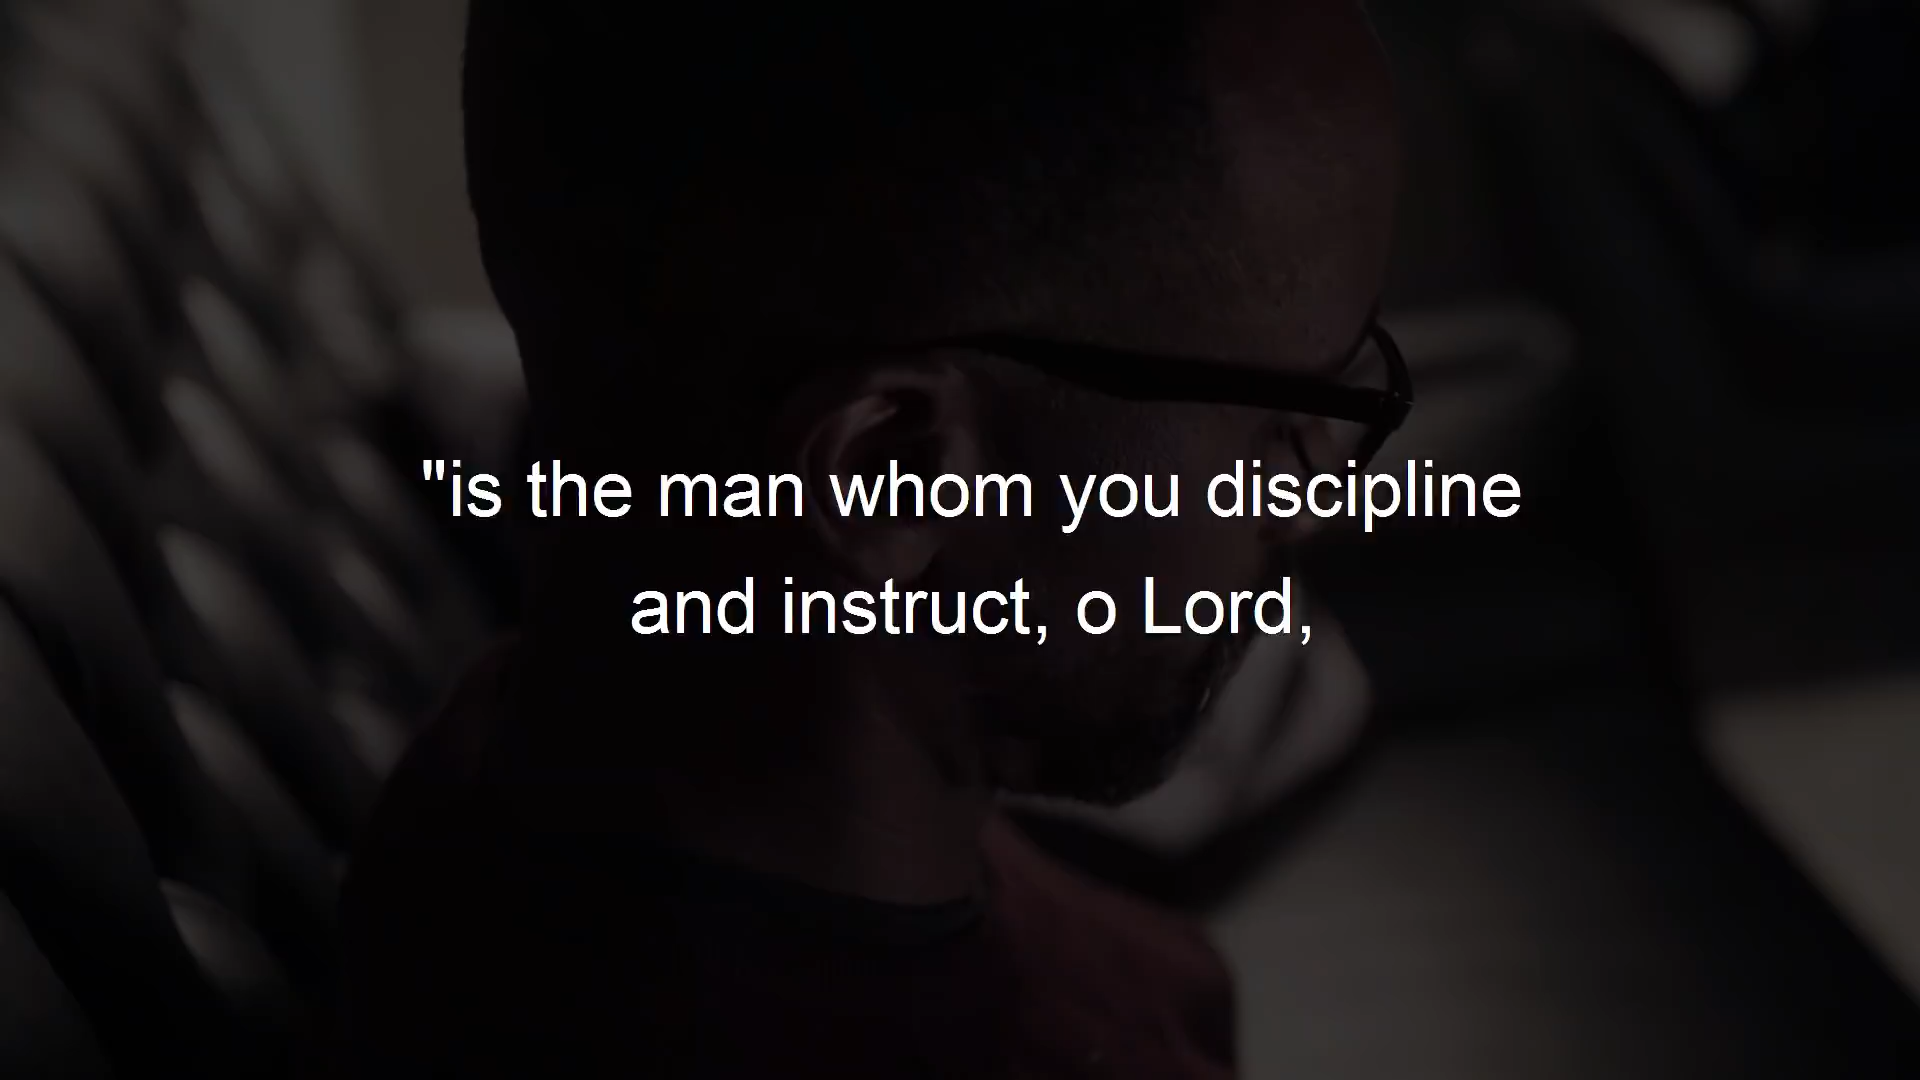 "is the man whom you discipline
and instruct, o Lord,